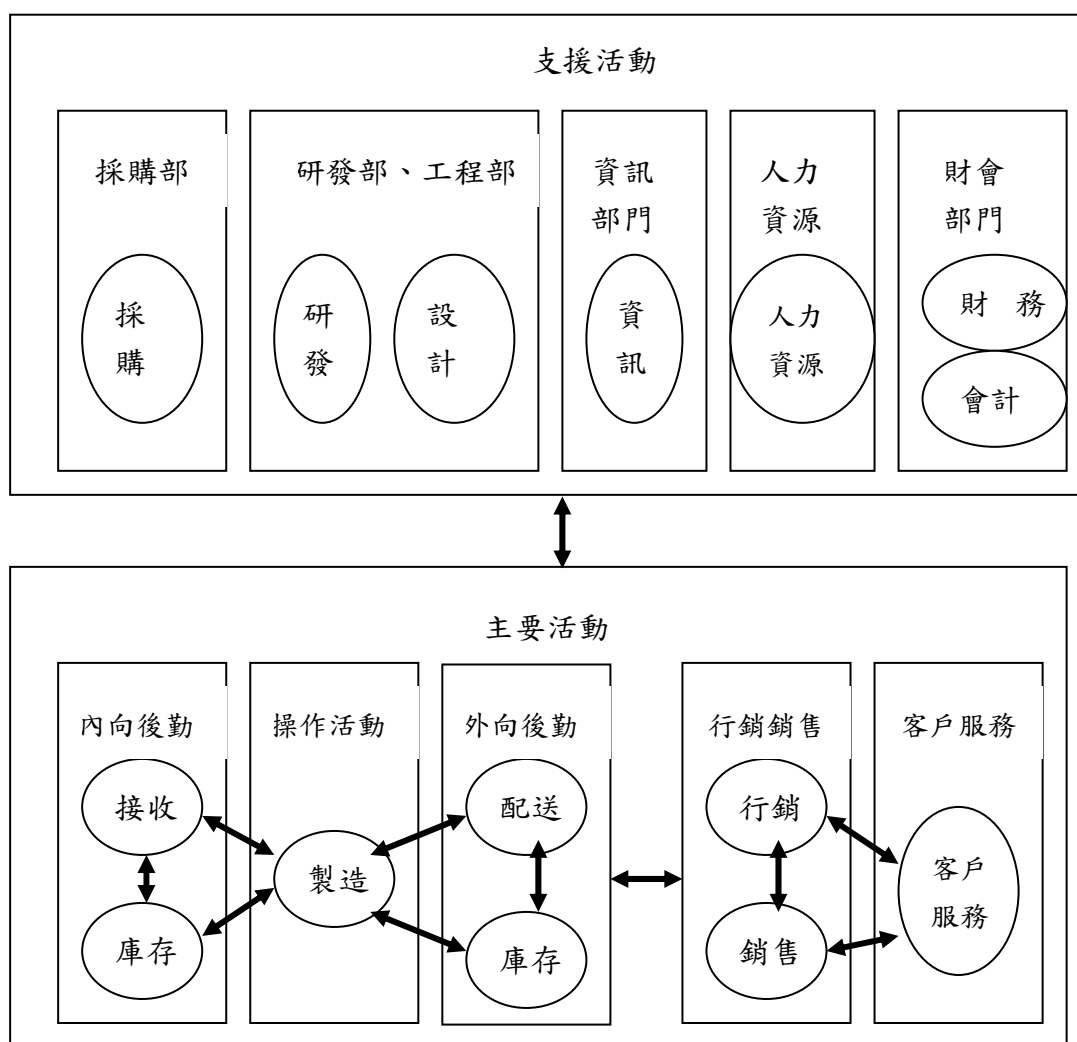 支援活動
採購部
研發部、工程部
資訊
部門
人力
資源
財會
部門
採
購
研
發
設
計
資
訊
人力
資源
財 務
會計
主要活動
內向後勤
操作活動
外向後勤
行銷銷售
客戶服務
接收
庫存
製造
配送
庫存
行銷
銷售
客戶
服務